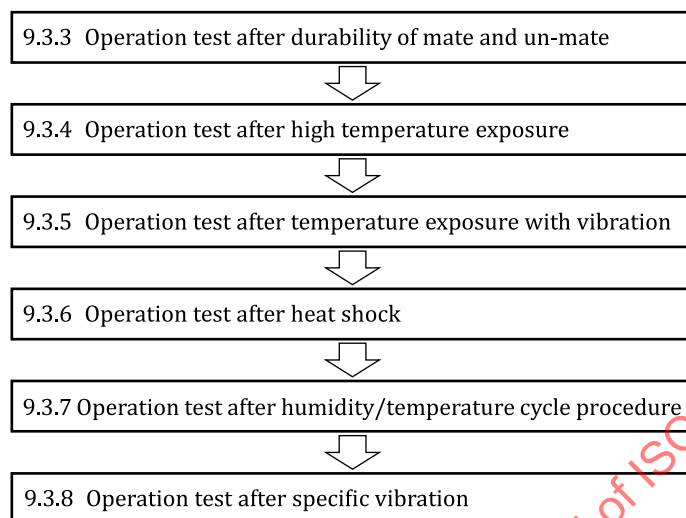 9.3.3 Operation test after durability of mate and un-mate
9.3.4 Operation test after high temperature exposure
9.3.5 Operation test after temperature exposure with vibration
9.3.6 Operation test after heat shock
9.3.7 Operation test after humidity/temperature cycle procedure
9.3.8 Operation test after specific vibration
of ISO